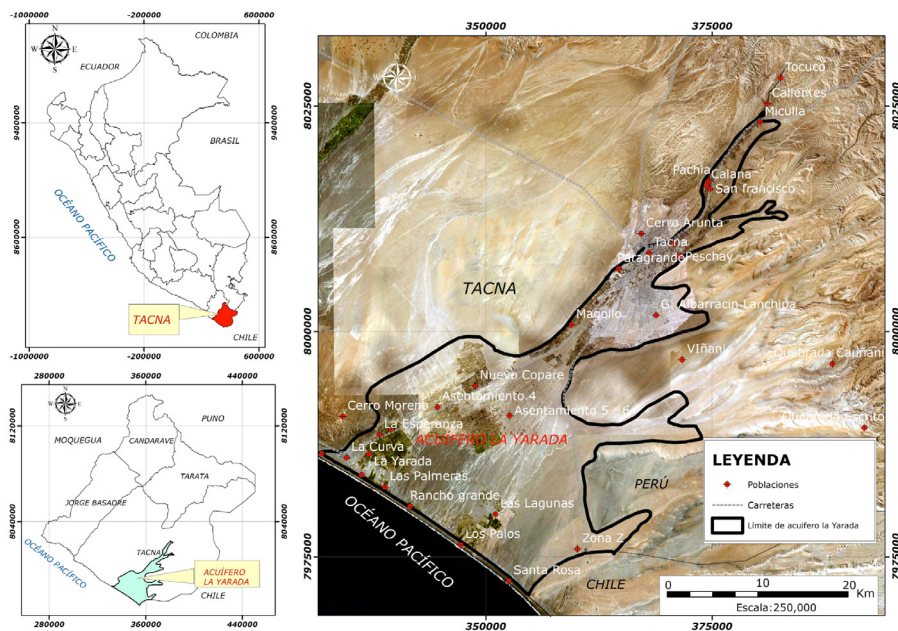 -1000000
-200000
600000
COLOMBIA
N
W E
S
ECUADOR
9400000
9400000
BRASIL
OCÉANO PACÍFICO
8600000
8600000
TACNA
CHILE
-1000000
-200000
600000
280000
360000
440000
N
W E
S
PUNO
8120000
8120000
MOQUEGUA
CANDARAVE
TARATA
JORGE BASADRE
8040000
8040000
OCÉANO PACÍFICO
TACNA
ACUÍFERO
LA YARADA
CHILE
280000
360000
440000
350000
375000
Tocuco
Callentes
8025000
8025000
Miculla
Pachia
Calana
San francisco
Cerro Arunta
Tacna
Paragrande
Peschay
TACNA
G. Albarracin Lanchipa
Magollo
8000000
8000000
VIñani
Quebrada Cauñani
Nuevo Copare
Asentamiento 4
Cerro Moreno
Asentamiento 5 - 6
La Esperanza
ACUÍFERO LA YARADA
La Curva
La Yarada
Las Palmeras
PERÚ
Rancho grande
Las Lagunas
OCÉANO PACÍFICO
Los Palos
Zona Z
7975000
7975000
Santa Rosa
CHILE
LEYENDA
Poblaciones
Carreteras
Límite de acuifero la Yarada
0 5 10 20
Km
Escala:250,000
350000
375000